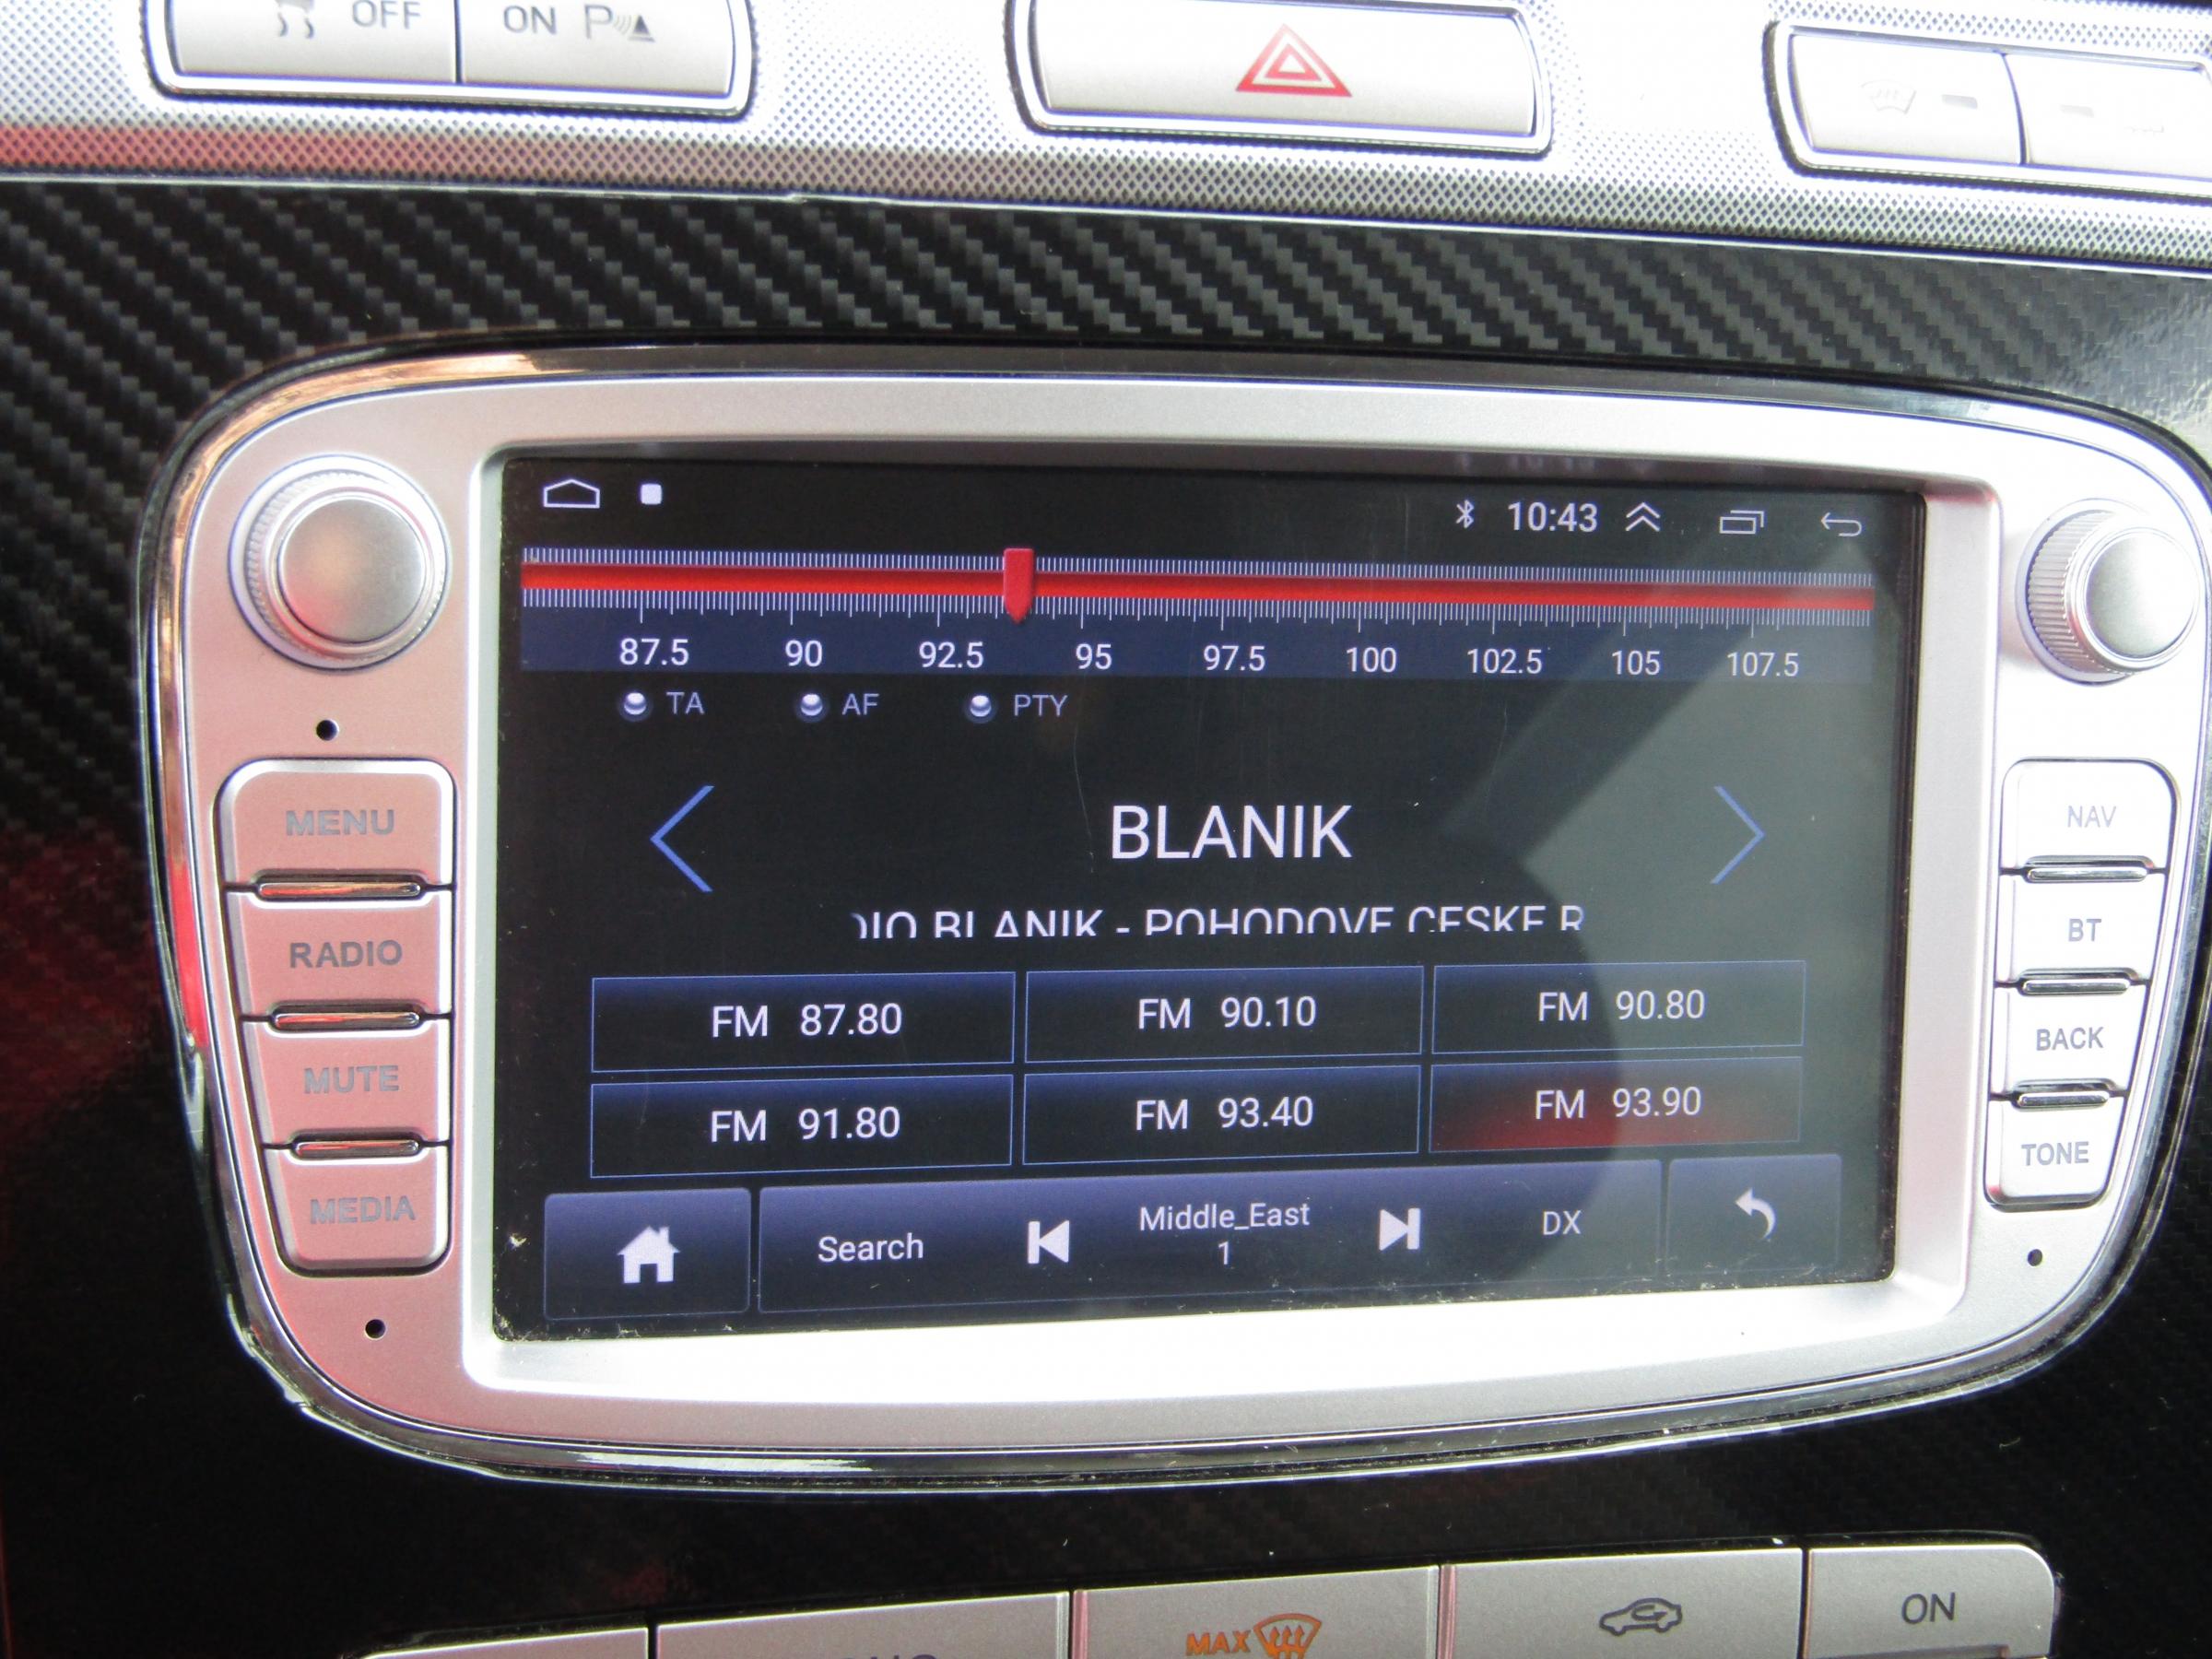 OFF ON P
10:43
87.5 90 92.5 95 97.5 100 102.5 105 107.5
TA AF PTY
MENU
RADIO
MUTE
MEDIA
BLANIK
BLANIK - POHODOVE CESKE
FM 87.80 FM 90.10 FM 90.80
FM 91.80 FM 93.40 FM 93.90
Search Middle_East DX
1
NAV
BT
BACK
TONE
MAX ON